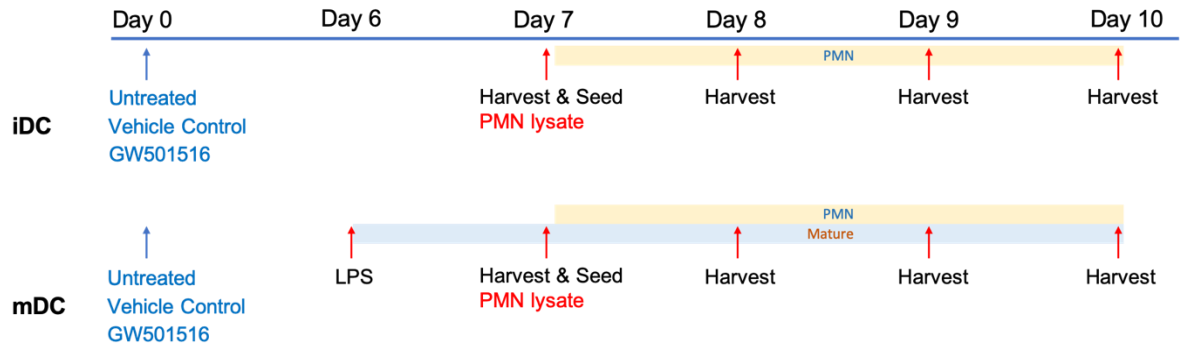 Day 0 Day 6 Day 7 Day 8 Day 9 Day 10
PMN
Untreated Harvest & Seed Harvest Harvest Harvest
Vehicle Control PMN lysate
iDC
GW501516
PMN
Mature
Untreated LPS Harvest & Seed Harvest Harvest Harvest
Vehicle Control PMN lysate
mDC
GW501516